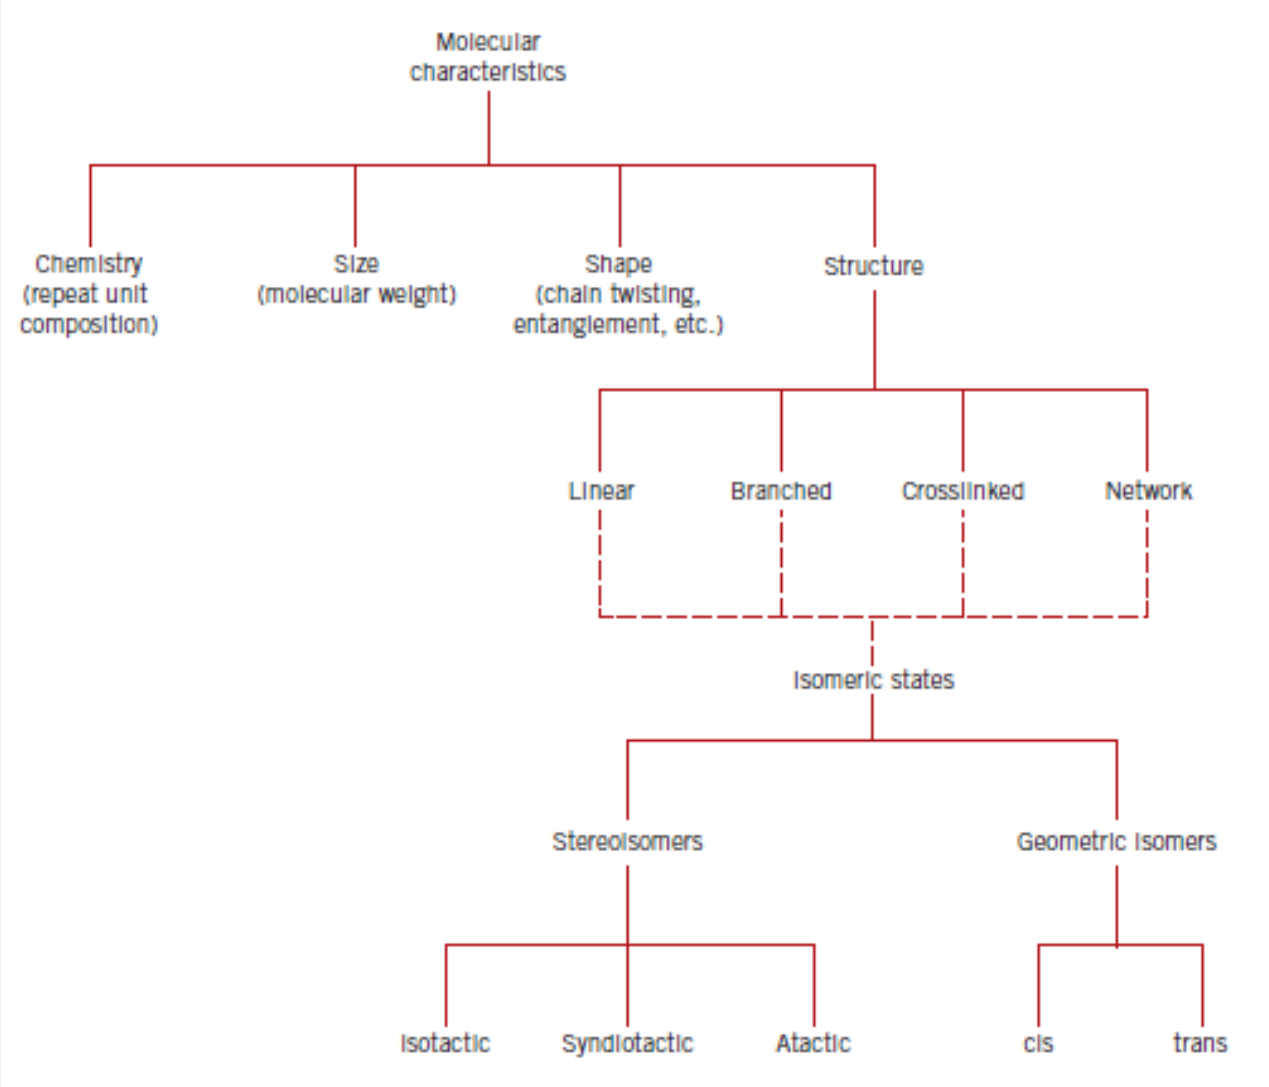 Molecular
characteristics
Chemistry
(repeat unit
composition)
Size
(molecular weight)
Shape
(chain twisting,
entanglement, etc.)
Structure
Linear
Branched
Crosslinked
Network
Isomeric states
Stereoisomers
Geometric isomers
Isotactic
Syndiotactic
Atactic
cis
trans